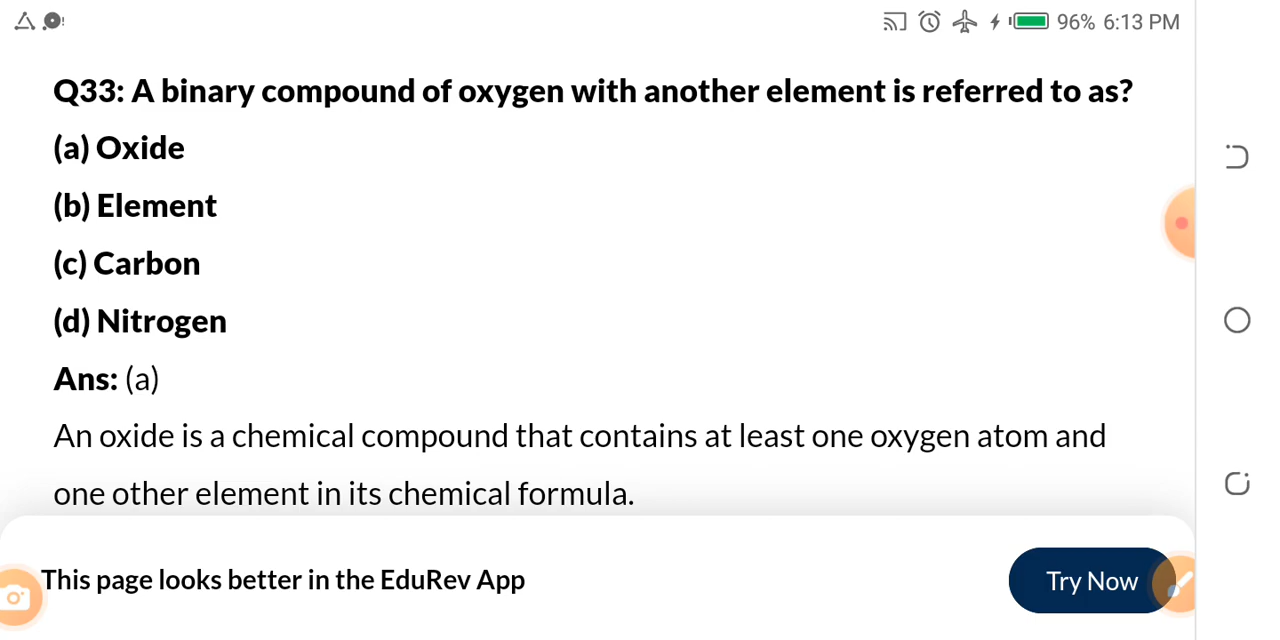 96% 6:13 PM
Q33: A binary compound of oxygen with another element is referred to as?
(a) Oxide
(b) Element
(c) Carbon
(d) Nitrogen
Ans: (a)
An oxide is a chemical compound that contains at least one oxygen atom and
one other element in its chemical formula.
This page looks better in the EduRev App
Try Now